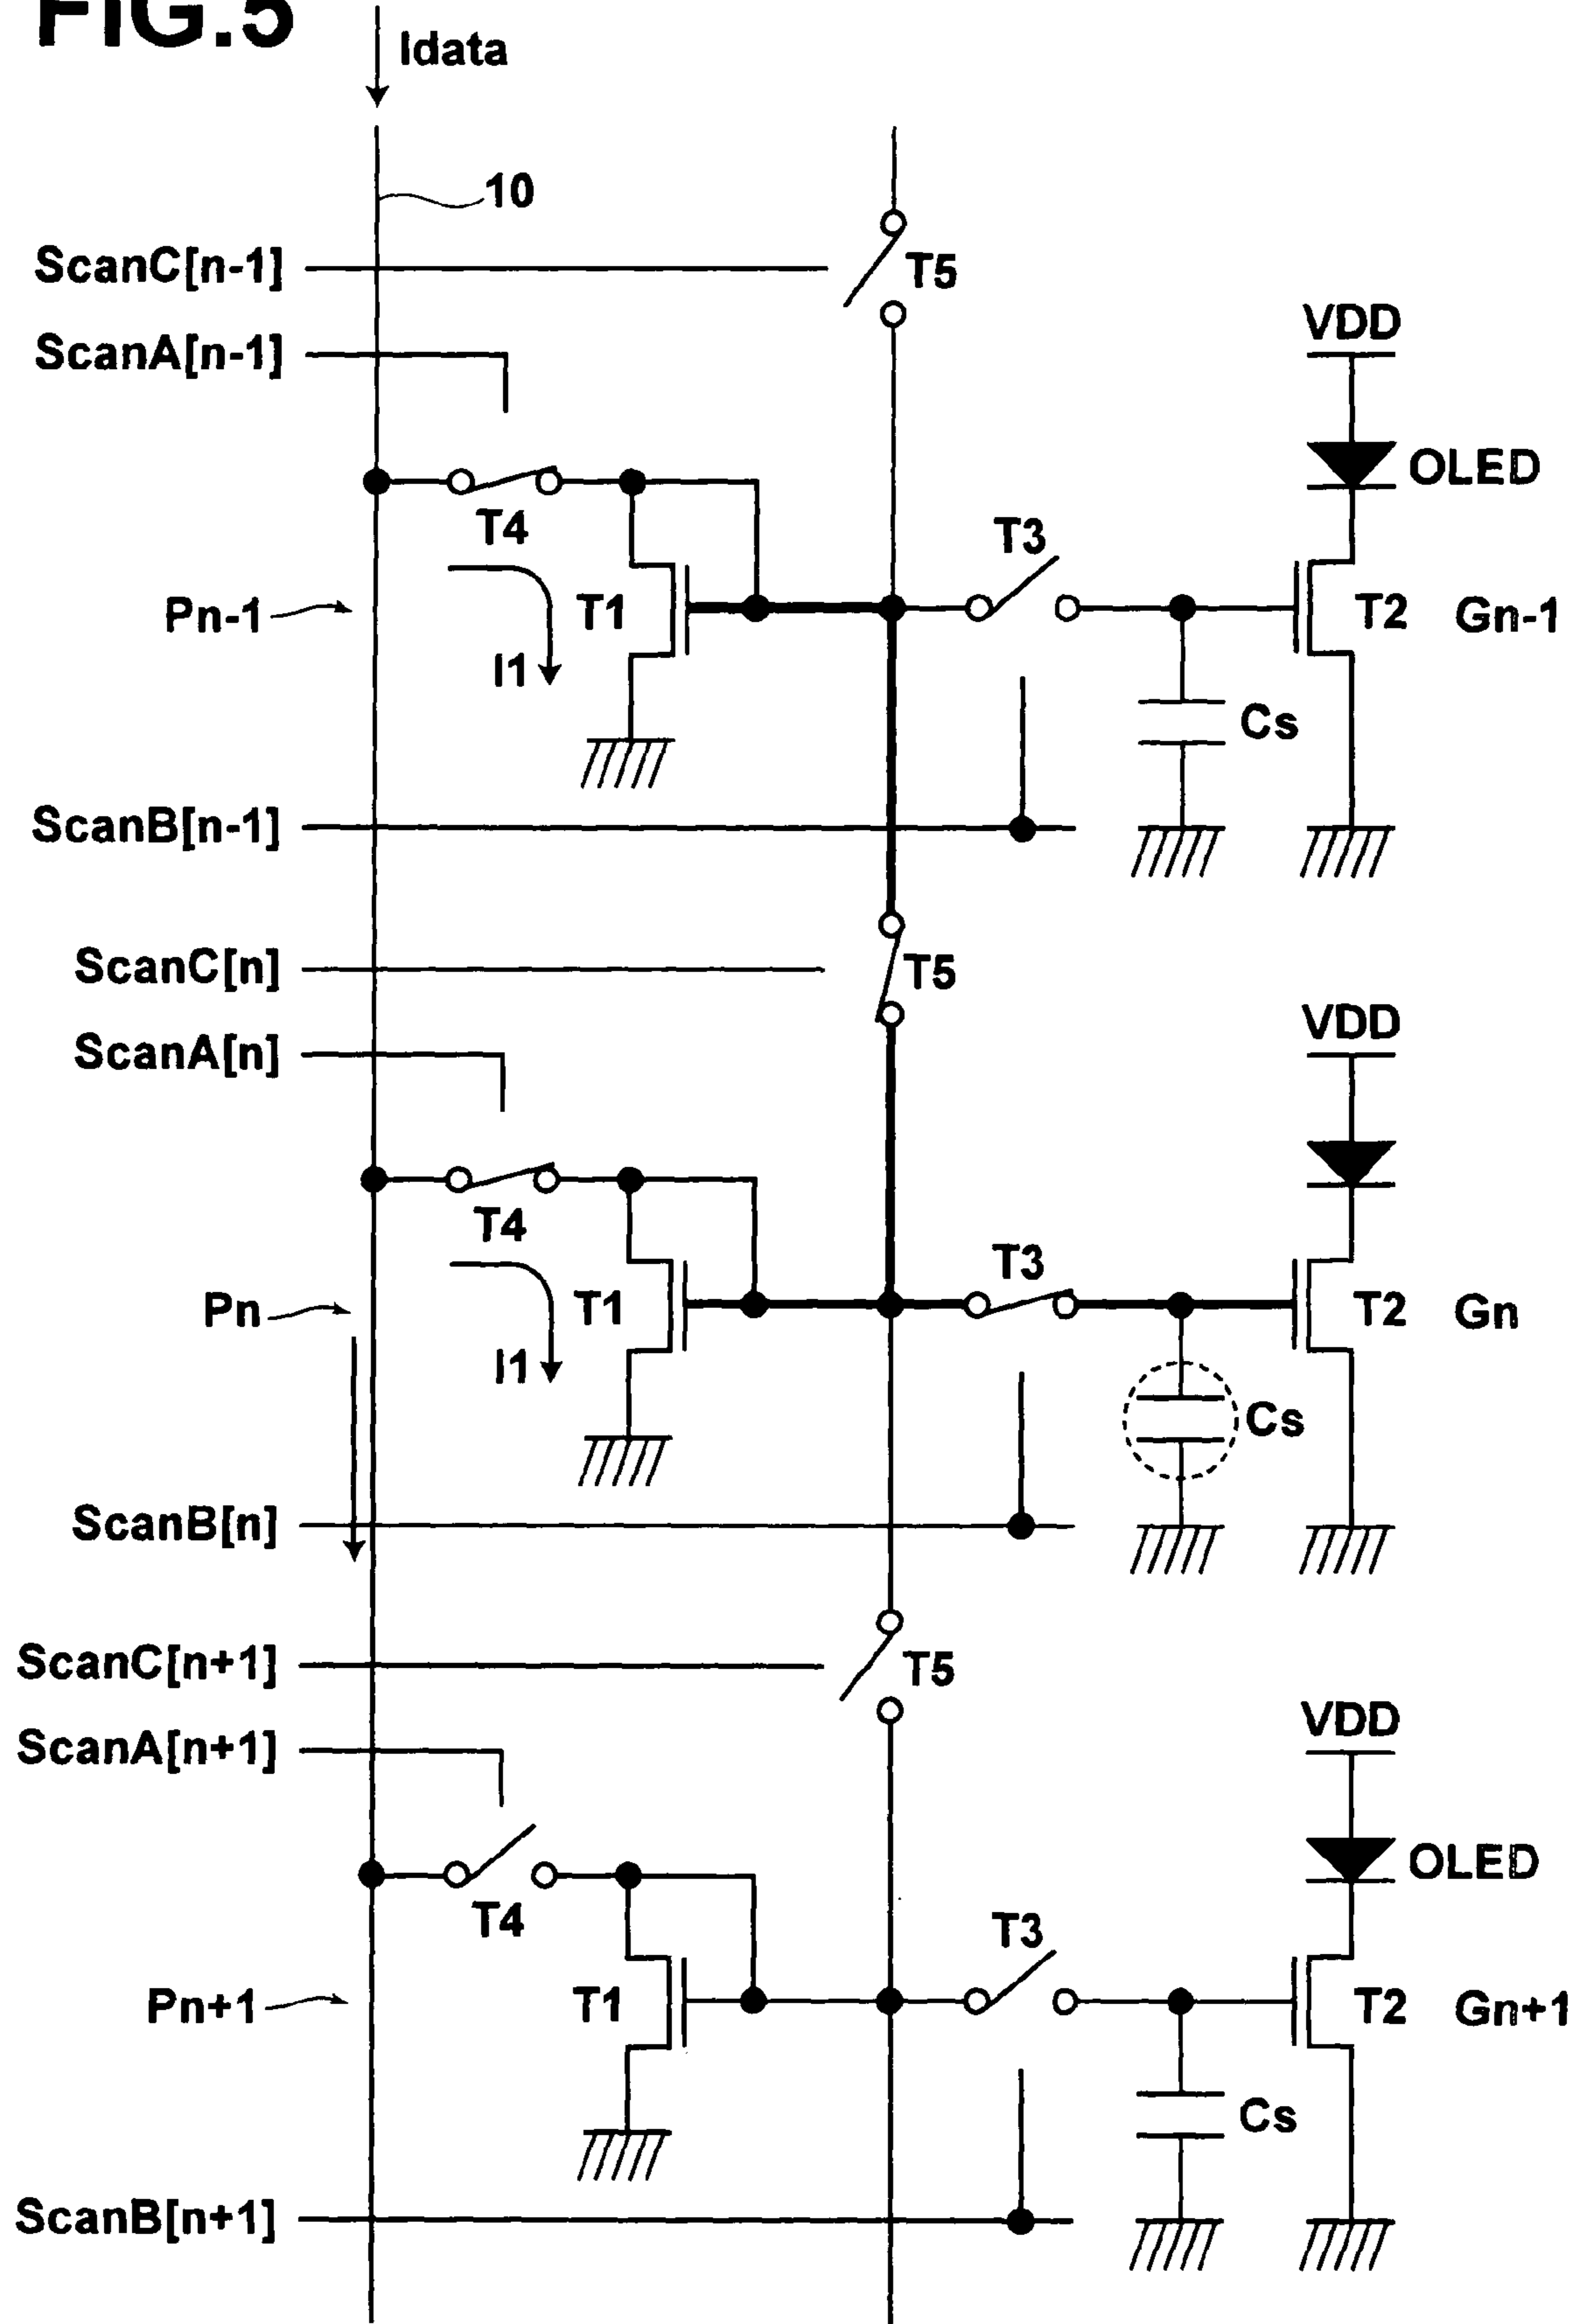 FIG.5
Idata
10
ScanC[n-1]
T5
ScanA[n-1]
VDD
OLED
T4
T3
Pn-1
T1
T2
Gn-1
I1
Cs
ScanB[n-1]
ScanC[n]
T5
ScanA[n]
VDD
T4
T3
Pn
T1
T2
Gn
I1
Cs
ScanB[n]
ScanC[n+1]
T5
ScanA[n+1]
VDD
OLED
T4
T3
Pn+1
T1
T2
Gn+1
Cs
ScanB[n+1]